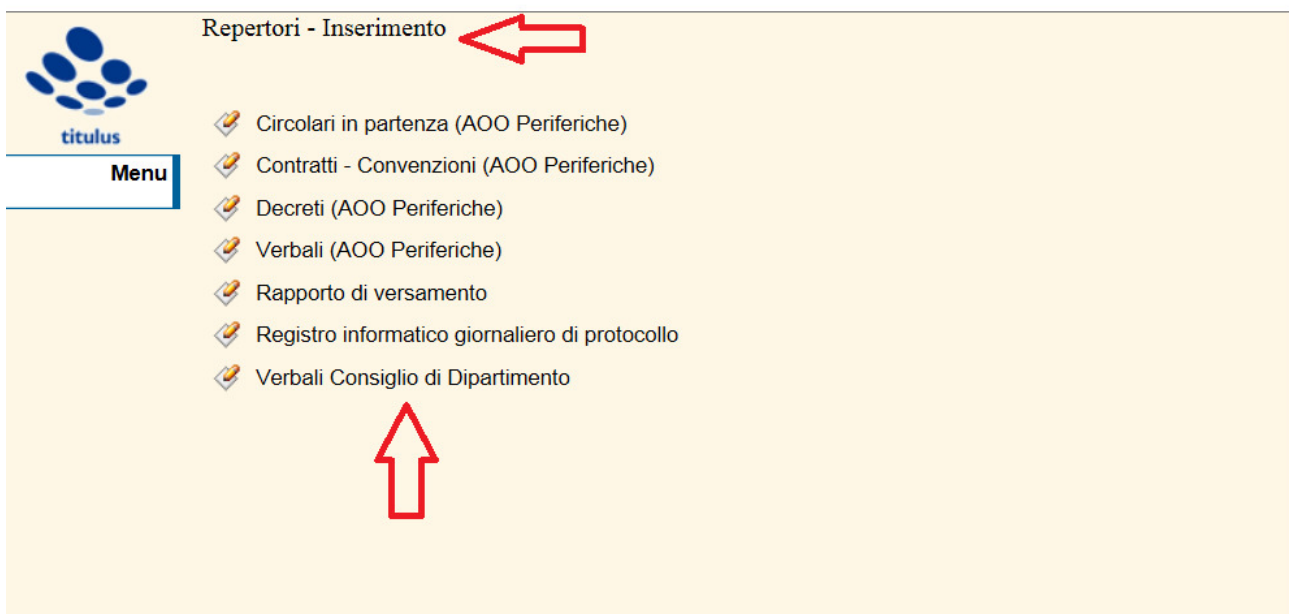 Repertori - Inserimento
titulus
Menu
Circolari in partenza (AOO Periferiche)
Contratti - Convenzioni (AOO Periferiche)
Decreti (AOO Periferiche)
Verbali (AOO Periferiche)
Rapporto di versamento
Registro informatico giornaliero di protocollo
Verbali Consiglio di Dipartimento